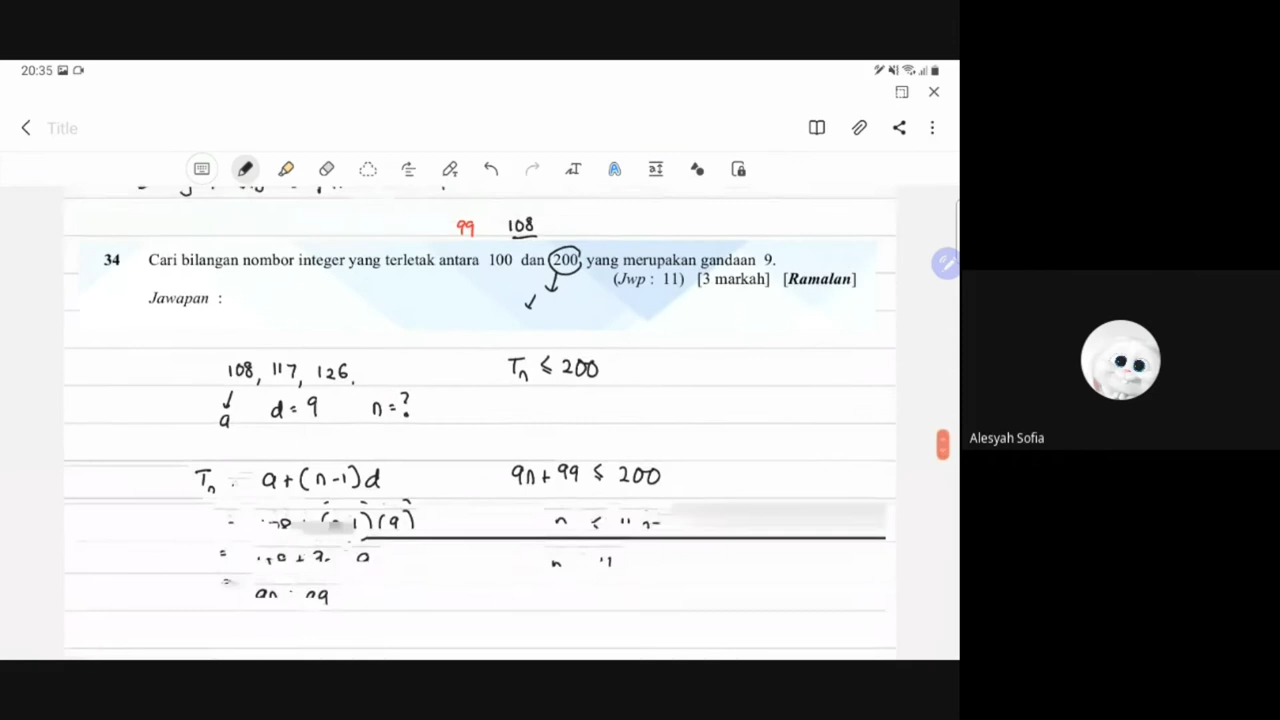 20:35
Title
99 108
34 Cari bilangan nombor integer yang terletak antara 100 dan 200, yang merupakan gandaan 9.
(Jwp : 11) [3 markah] [Ramalan]
Jawapan :
108, 117, 126,
a d = 9 n = ?
Tn = a + (n-1)d
Tn ≤ 200
9n + 99 ≤ 200
Alesyah Sofia